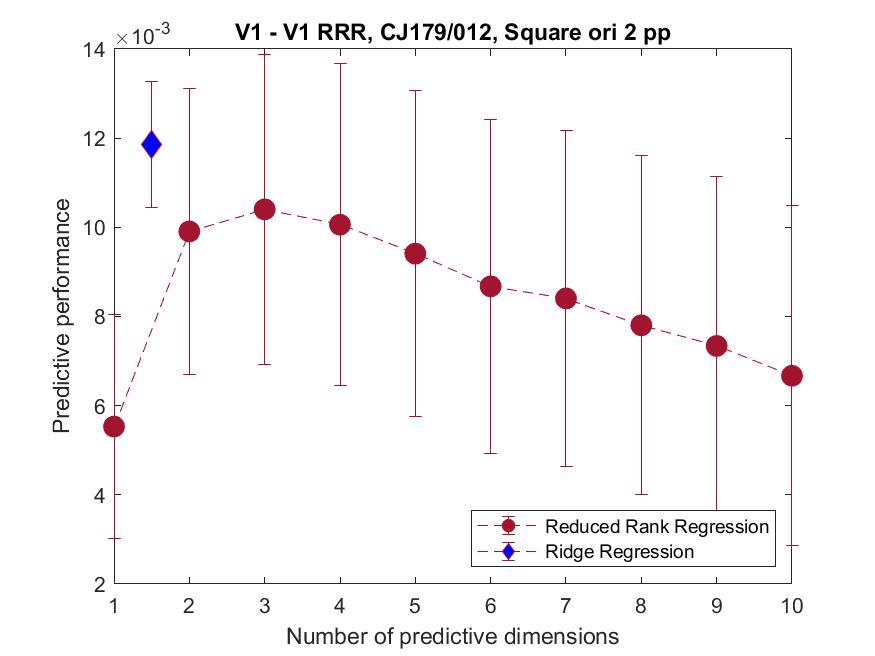 ×10-3
V1 - V1 RRR, CJ179/012, Square ori 2 pp
14
12
10
8
6
4
2
Predictive performance
Reduced Rank Regression
Ridge Regression
1 2 3 4 5 6 7 8 9 10
Number of predictive dimensions